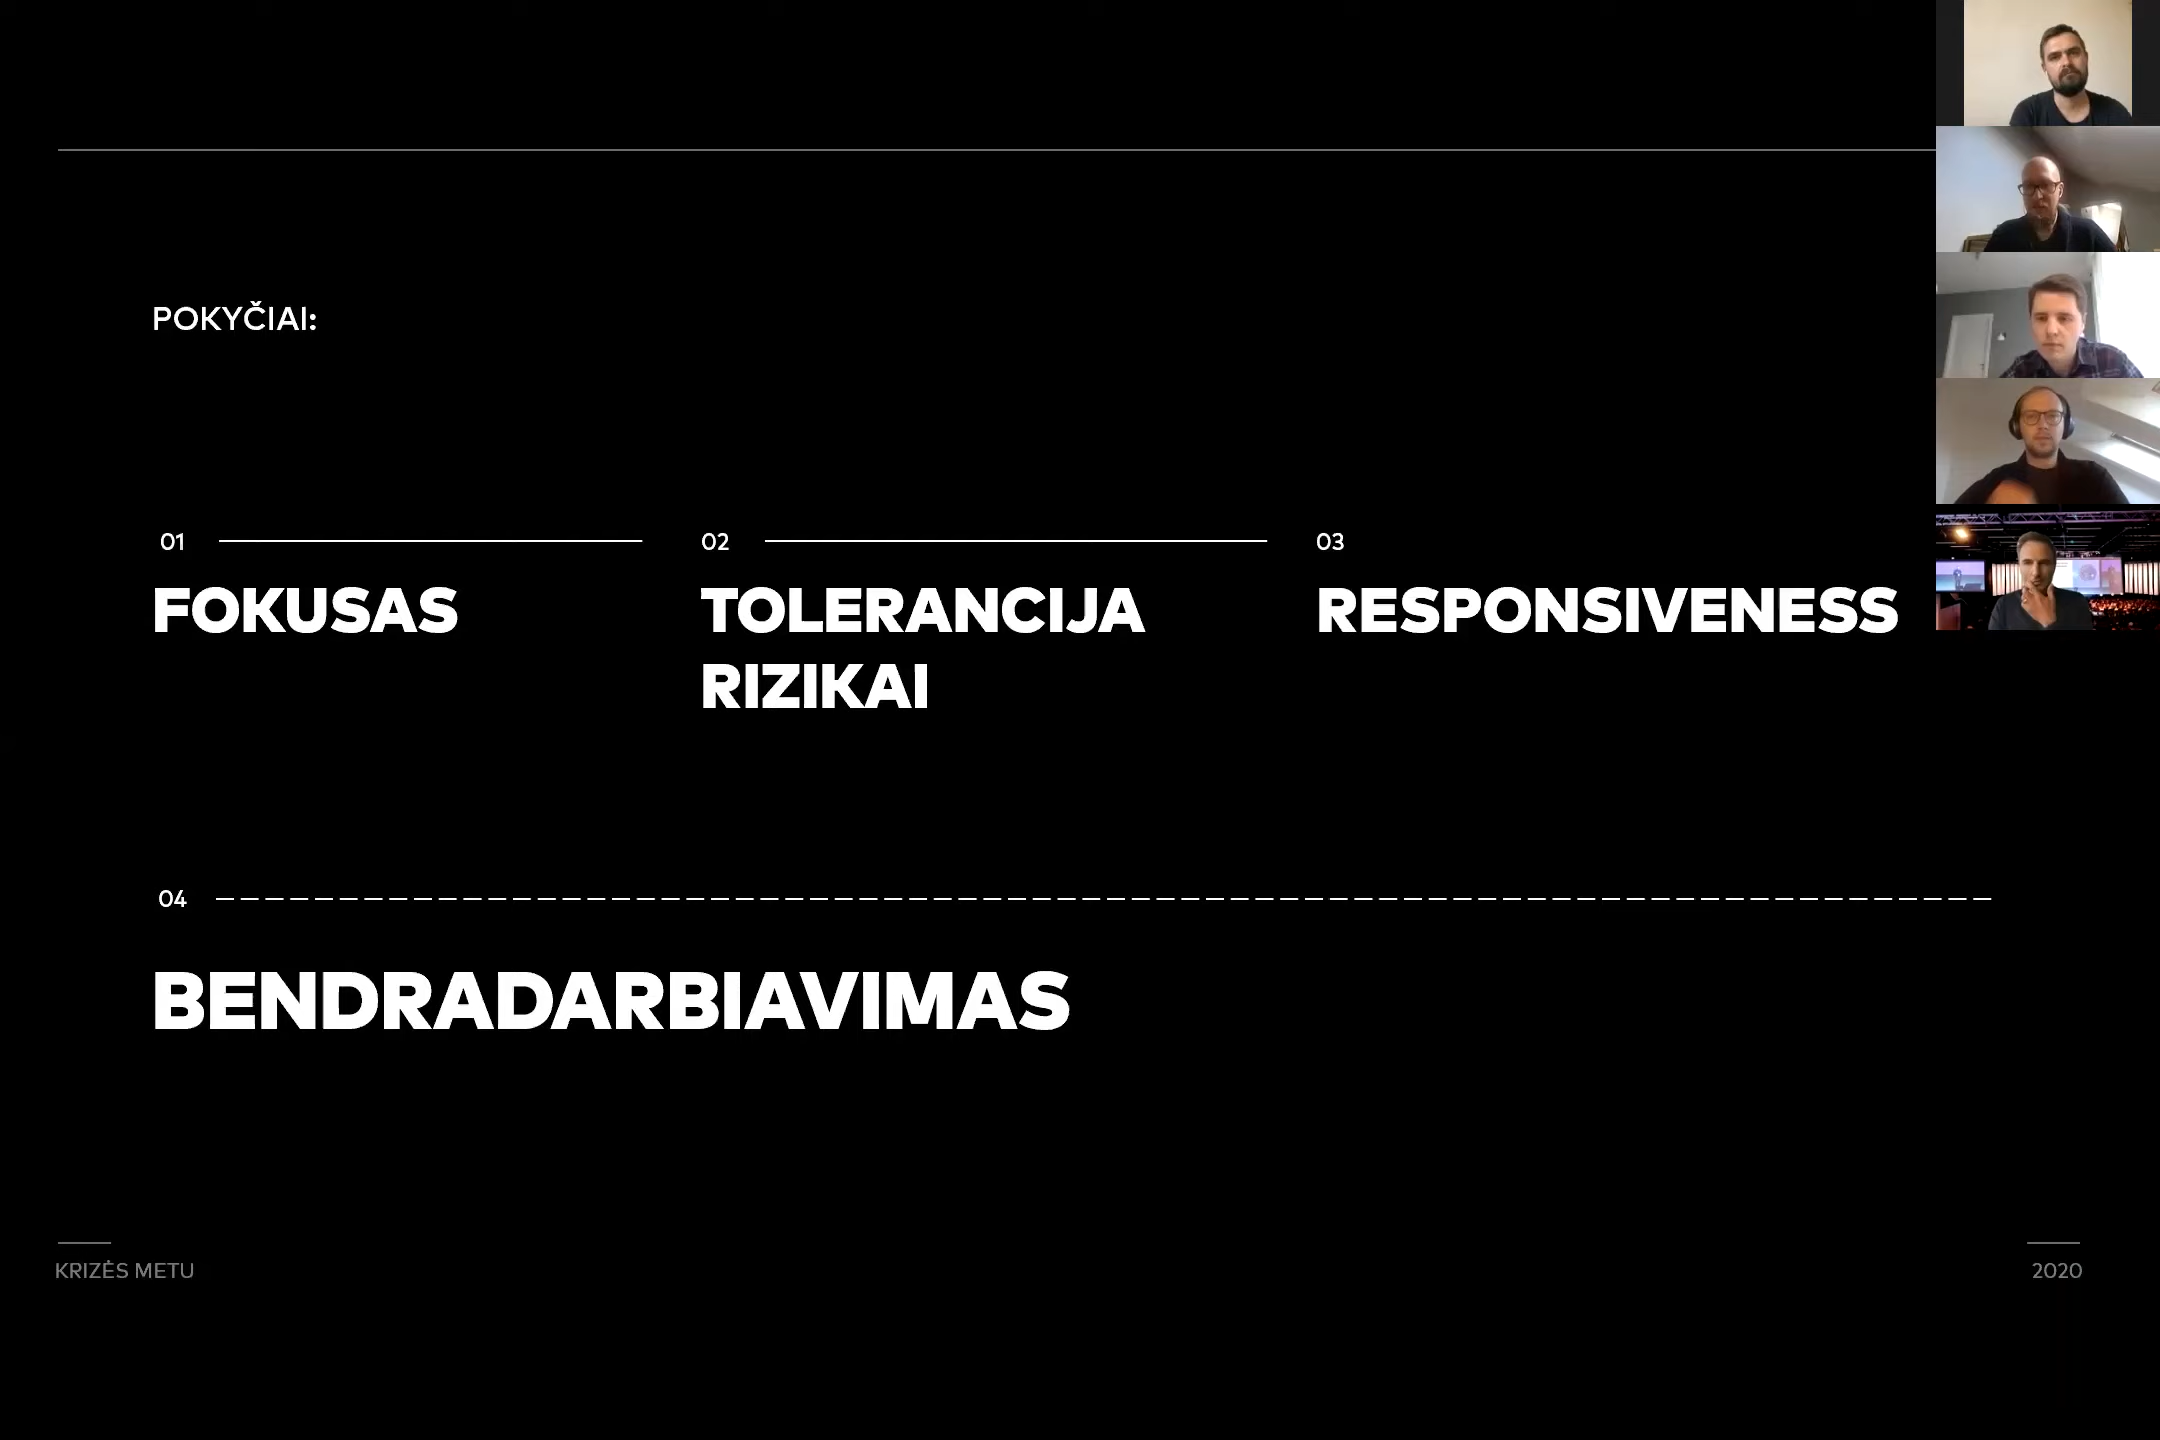 POKYČIAI:
01
FOKUSAS
02
TOLERANCIJA
RIZIKAI
03
RESPONSIVENESS
04
BENDRADARBIAVIMAS
KRIZĖS METU
2020